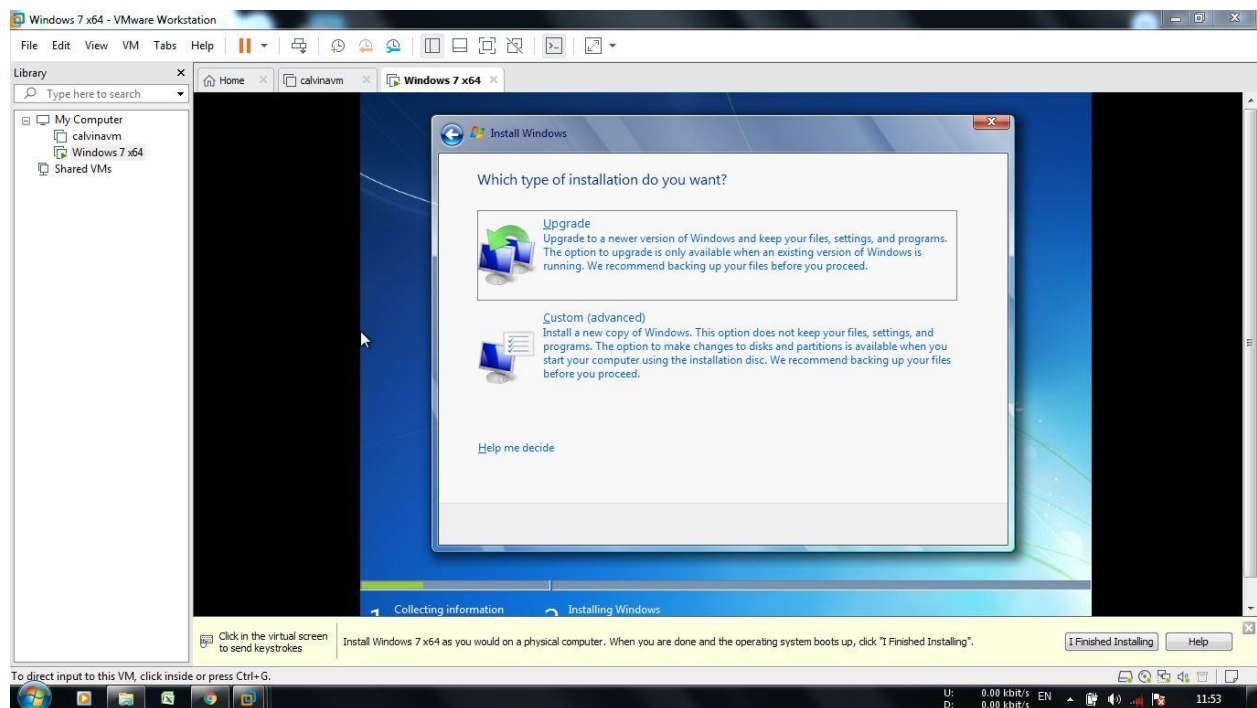 Windows 7 x64 - VMware Workstation
File Edit View VM Tabs Help
Library
Type here to search
My Computer
calvinavm
Windows 7 x64
Shared VMs
Home
calvinavm
Windows 7 x64
Install Windows
Which type of installation do you want?
Upgrade
Upgrade to a newer version of Windows and keep your files, settings, and programs.
The option to upgrade is only available when an existing version of Windows is
running. We recommend backing up your files before you proceed.
Custom (advanced)
Install a new copy of Windows. This option does not keep your files, settings, and
programs. The option to make changes to disks and partitions is available when you
start your computer using the installation disc. We recommend backing up your files
before you proceed.
Help me decide
1 Collecting information
2 Installing Windows
Click in the virtual screen
to send keystrokes
Install Windows 7 x64 as you would on a physical computer. When you are done and the operating system boots up, click "I Finished Installing".
I Finished Installing
Help
To direct input to this VM, click inside or press Ctrl+G.
U: 0.00 kbit/s
D: 0.00 kbit/s
EN
11:53